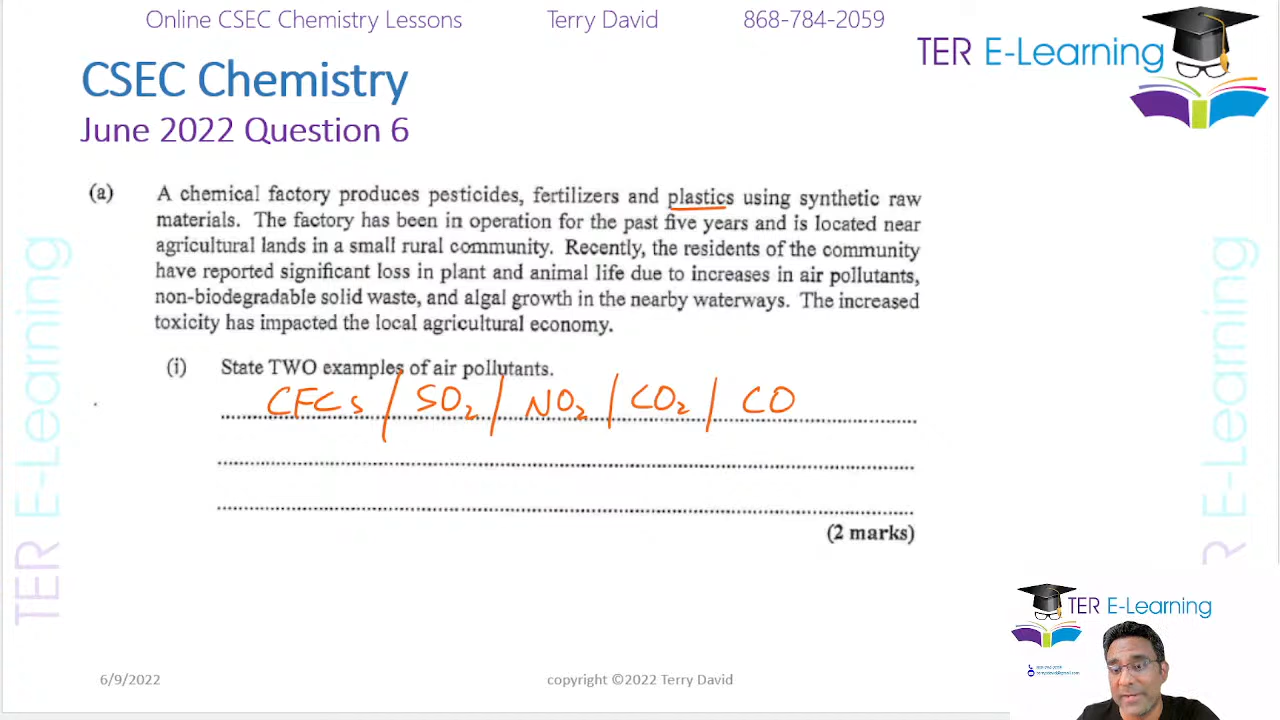 Online CSEC Chemistry Lessons Terry David 868-784-2059
TER E-Learning
CSEC Chemistry
June 2022 Question 6
(a) A chemical factory produces pesticides, fertilizers and plastics using synthetic raw
materials. The factory has been in operation for the past five years and is located near
agricultural lands in a small rural community. Recently, the residents of the community
have reported significant loss in plant and animal life due to increases in air pollutants,
non-biodegradable solid waste, and algal growth in the nearby waterways. The increased
toxicity has impacted the local agricultural economy.
(i) State TWO examples of air pollutants.
CFCs / SO₂ / NO₂ / CO₂ / CO
(2 marks)
TER E-Learning
TER E-Learning
TER E-Learning
868-784-2059
6/9/2022 copyright ©2022 Terry David